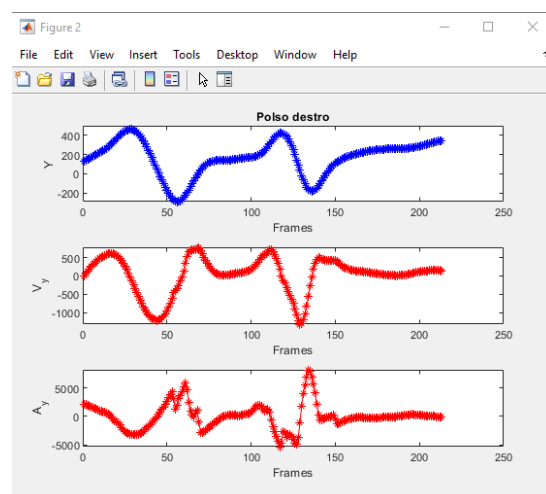 Figure 2
File Edit View Insert Tools Desktop Window Help
Polso destro
400
200
0
-200
Y
0 50 100 150 200 250
Frames
500
0
-500
-1000
Vy
0 50 100 150 200 250
Frames
5000
0
-5000
Ay
0 50 100 150 200 250
Frames